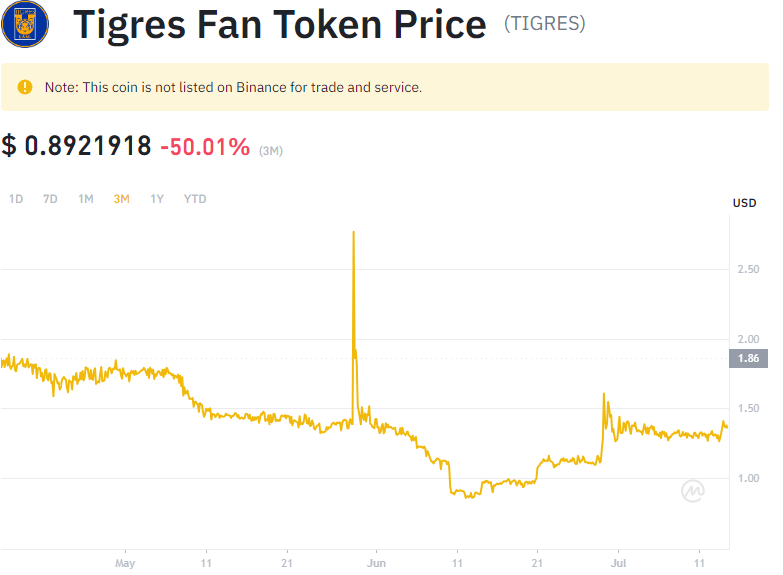 Tigres Fan Token Price (TIGRES)
Note: This coin is not listed on Binance for trade and service.
$ 0.8921918 -50.01% (3M)
1D 7D 1M 3M 1Y YTD
USD
2.50
2.00
1.86
1.50
1.00
May 11 21 Jun 11 21 Jul 11